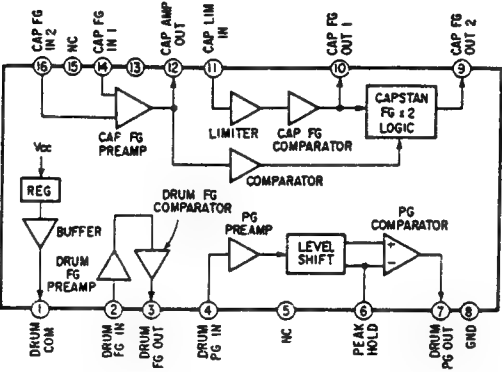 CAP FG
IN 2
NC
CAP FG
IN 1
CAP AMP
OUT
CAP LIM
IN
CAP FG
OUT 1
CAP FG
OUT 2
16
15
14
13
12
11
10
9
CAF FG
PREAMP
LIMITER
CAP FG
COMPARATOR
CAPSTAN
FG x 2
LOGIC
COMPARATOR
Vcc
REG
BUFFER
DRUM FG
PREAMP
DRUM FG
COMPARATOR
PG
PREAMP
LEVEL
SHIFT
PG
COMPARATOR
+
−
1
2
3
4
5
6
7
8
DRUM
COM
DRUM
FG IN
DRUM
FG OUT
DRUM
PG IN
NC
PEAK
HOLD
DRUM
PG OUT
GND